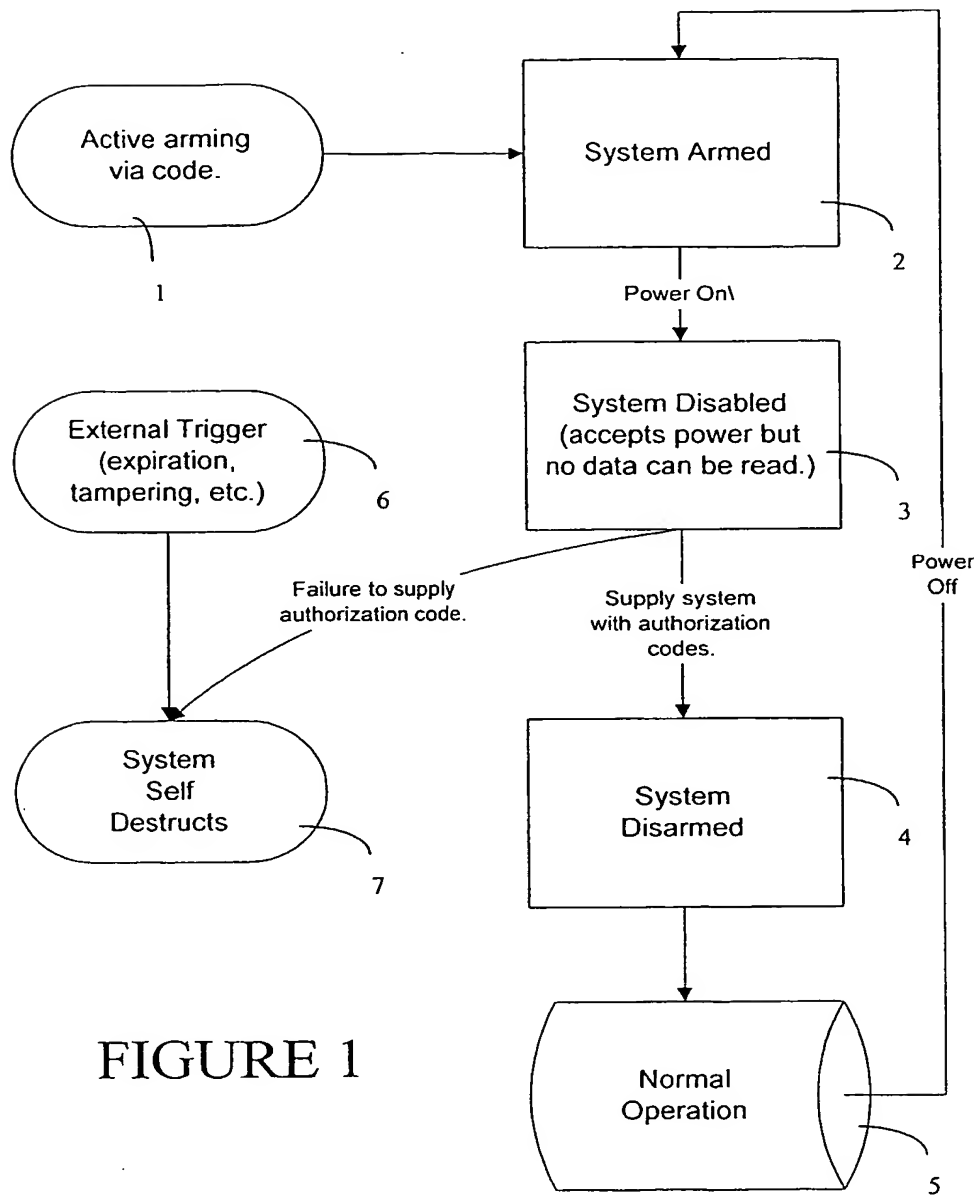 Active arming
via code.
1
System Armed
2
Power On\
System Disabled
(accepts power but
no data can be read.)
3
External Trigger
(expiration,
tampering, etc.)
6
Failure to supply
authorization code.
Supply system
with authorization
codes.
Power
Off
System
Self
Destructs
7
System
Disarmed
4
Normal
Operation
5
FIGURE 1